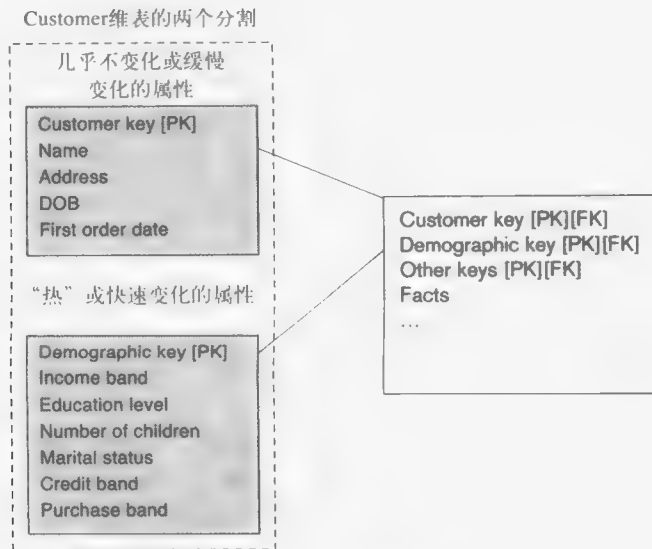 Customer维表的两个分割
几乎不变化或缓慢
变化的属性
Customer key [PK]
Name
Address
DOB
First order date
“热”或快速变化的属性
Demographic key [PK]
Income band
Education level
Number of children
Marital status
Credit band
Purchase band
Customer key [PK][FK]
Demographic key [PK][FK]
Other keys [PK][FK]
Facts
…